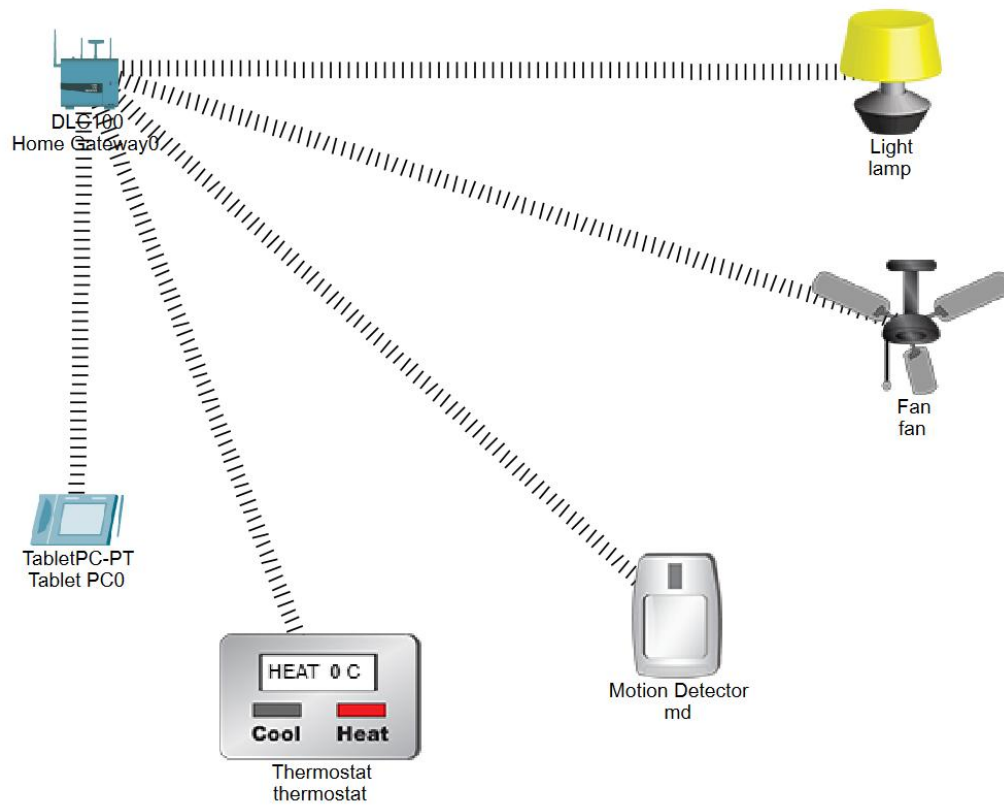 DLC100
Home Gateway0
Light
lamp
Fan
fan
TabletPC-PT
Tablet PC0
HEAT 0 C
Cool Heat
Thermostat
thermostat
Motion Detector
md